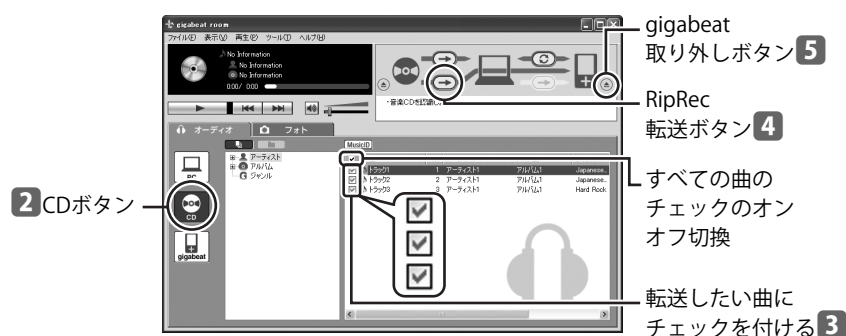 gigabeat room
ファイル(F) 表示(V) 再生(P) ツール(T) ヘルプ(H)
No Information
No Information
No Information
0:00/ 0:00
・音楽CDを認識し
オーディオ
フォト
MusicID
アーティスト
アルバム
ジャンル
PC
CD
gigabeat
トラック1 1 アーティスト1 アルバム1 Japanese..
トラック2 2 アーティスト1 アルバム1 Japanese..
トラック3 3 アーティスト1 アルバム1 Hard Rock
2 CDボタン
gigabeat
取り外しボタン 5
RipRec
転送ボタン 4
すべての曲の
チェックのオン
オフ切換
転送したい曲に
チェックを付ける 3